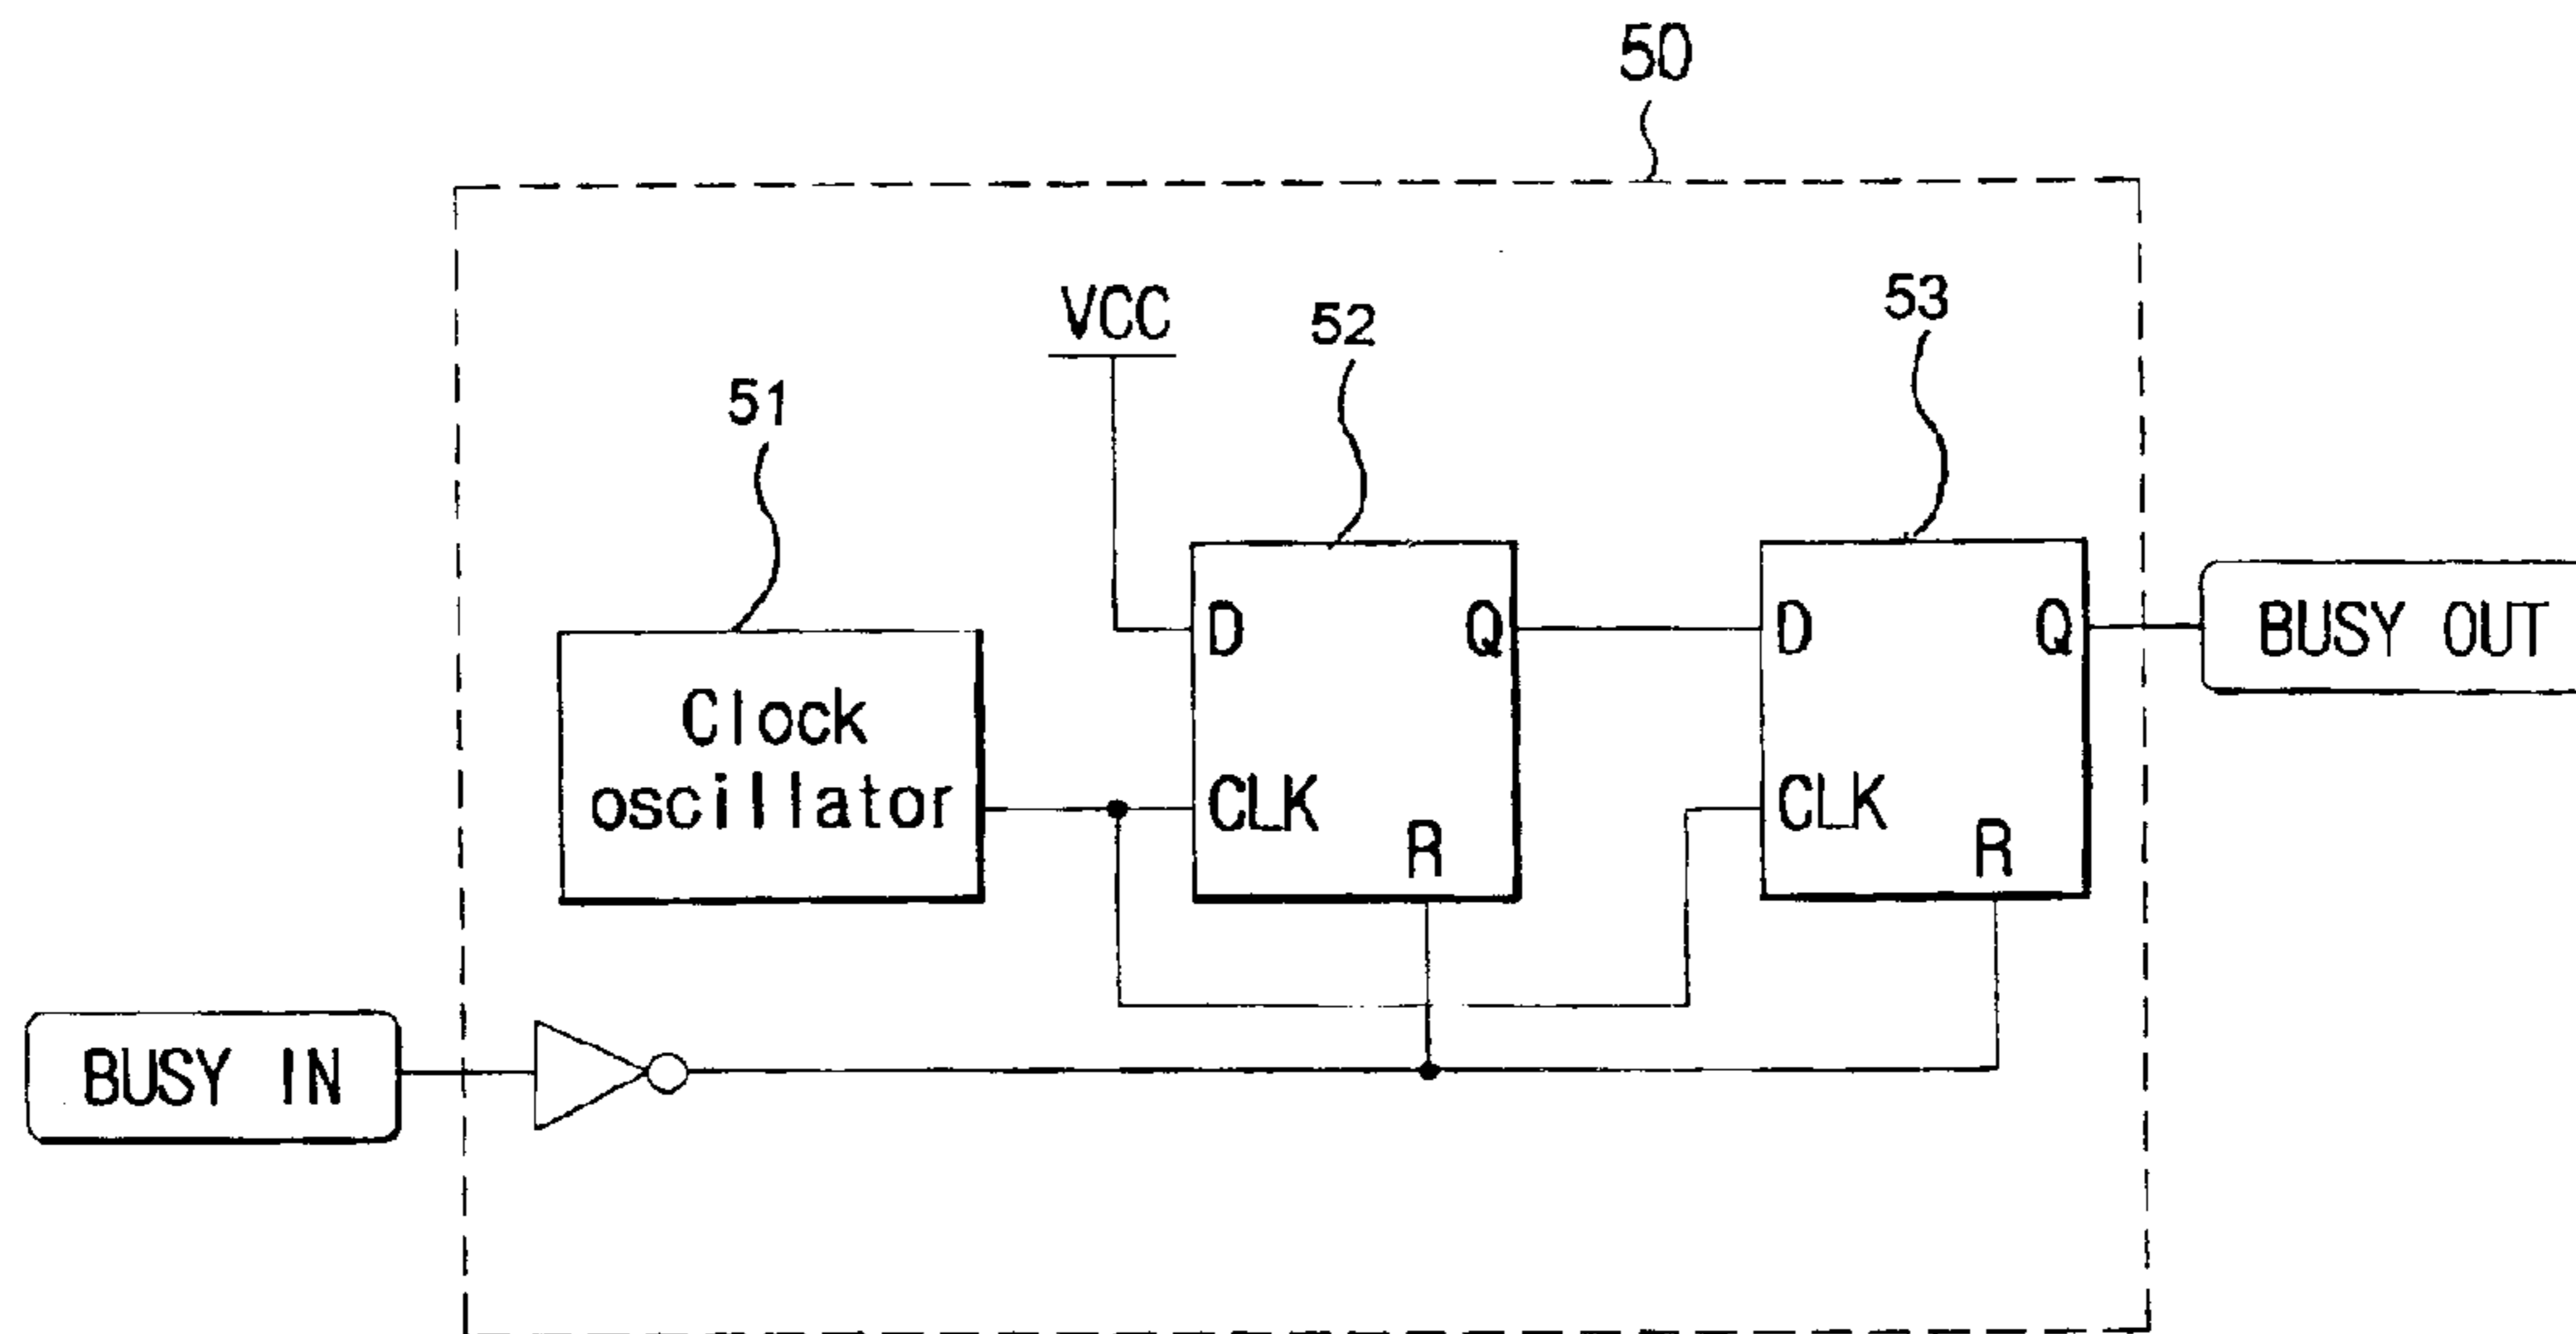 50
VCC
52
53
51
D
Q
D
Q
BUSY OUT
Clock
oscillator
CLK
R
CLK
R
BUSY IN